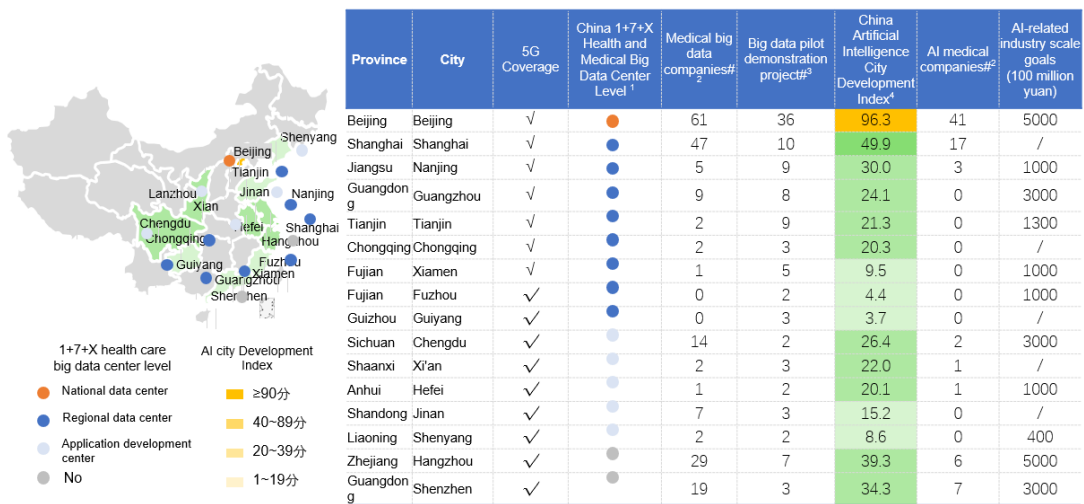 Shenyang
Beijing
Tianjin
Lanzhou
Jinan
Nanjing
Xian
Chengdu
Hefei
Shanghai
Chongqing
Hangzhou
Guiyang
Fuzhou
Xiamen
Guangzhou
Shenzhen
1+7+X health care
big data center level
National data center
Regional data center
Application development
center
No
AI city Development
Index
≥90分
40~89分
20~39分
1~19分
Province City 5G Coverage China 1+7+X Health and Medical Big Data Center Level 1 Medical big data companies# 2 Big data pilot demonstration project#3 China Artificial Intelligence City Development Index4 AI medical companies#2 AI-related industry scale goals (100 million yuan)
Beijing Beijing √ 61 36 96.3 41 5000
Shanghai Shanghai √ 47 10 49.9 17 /
Jiangsu Nanjing √ 5 9 30.0 3 1000
Guangdong Guangzhou √ 9 8 24.1 0 3000
Tianjin Tianjin √ 2 9 21.3 0 1300
Chongqing Chongqing √ 2 3 20.3 0 /
Fujian Xiamen √ 1 5 9.5 0 1000
Fujian Fuzhou √ 0 2 4.4 0 1000
Guizhou Guiyang √ 0 3 3.7 0 /
Sichuan Chengdu √ 14 2 26.4 2 3000
Shaanxi Xi'an √ 2 3 22.0 1 /
Anhui Hefei √ 1 2 20.1 1 1000
Shandong Jinan √ 7 3 15.2 0 /
Liaoning Shenyang √ 2 2 8.6 0 400
Zhejiang Hangzhou √ 29 7 39.3 6 5000
Guangdong Shenzhen √ 19 3 34.3 7 3000